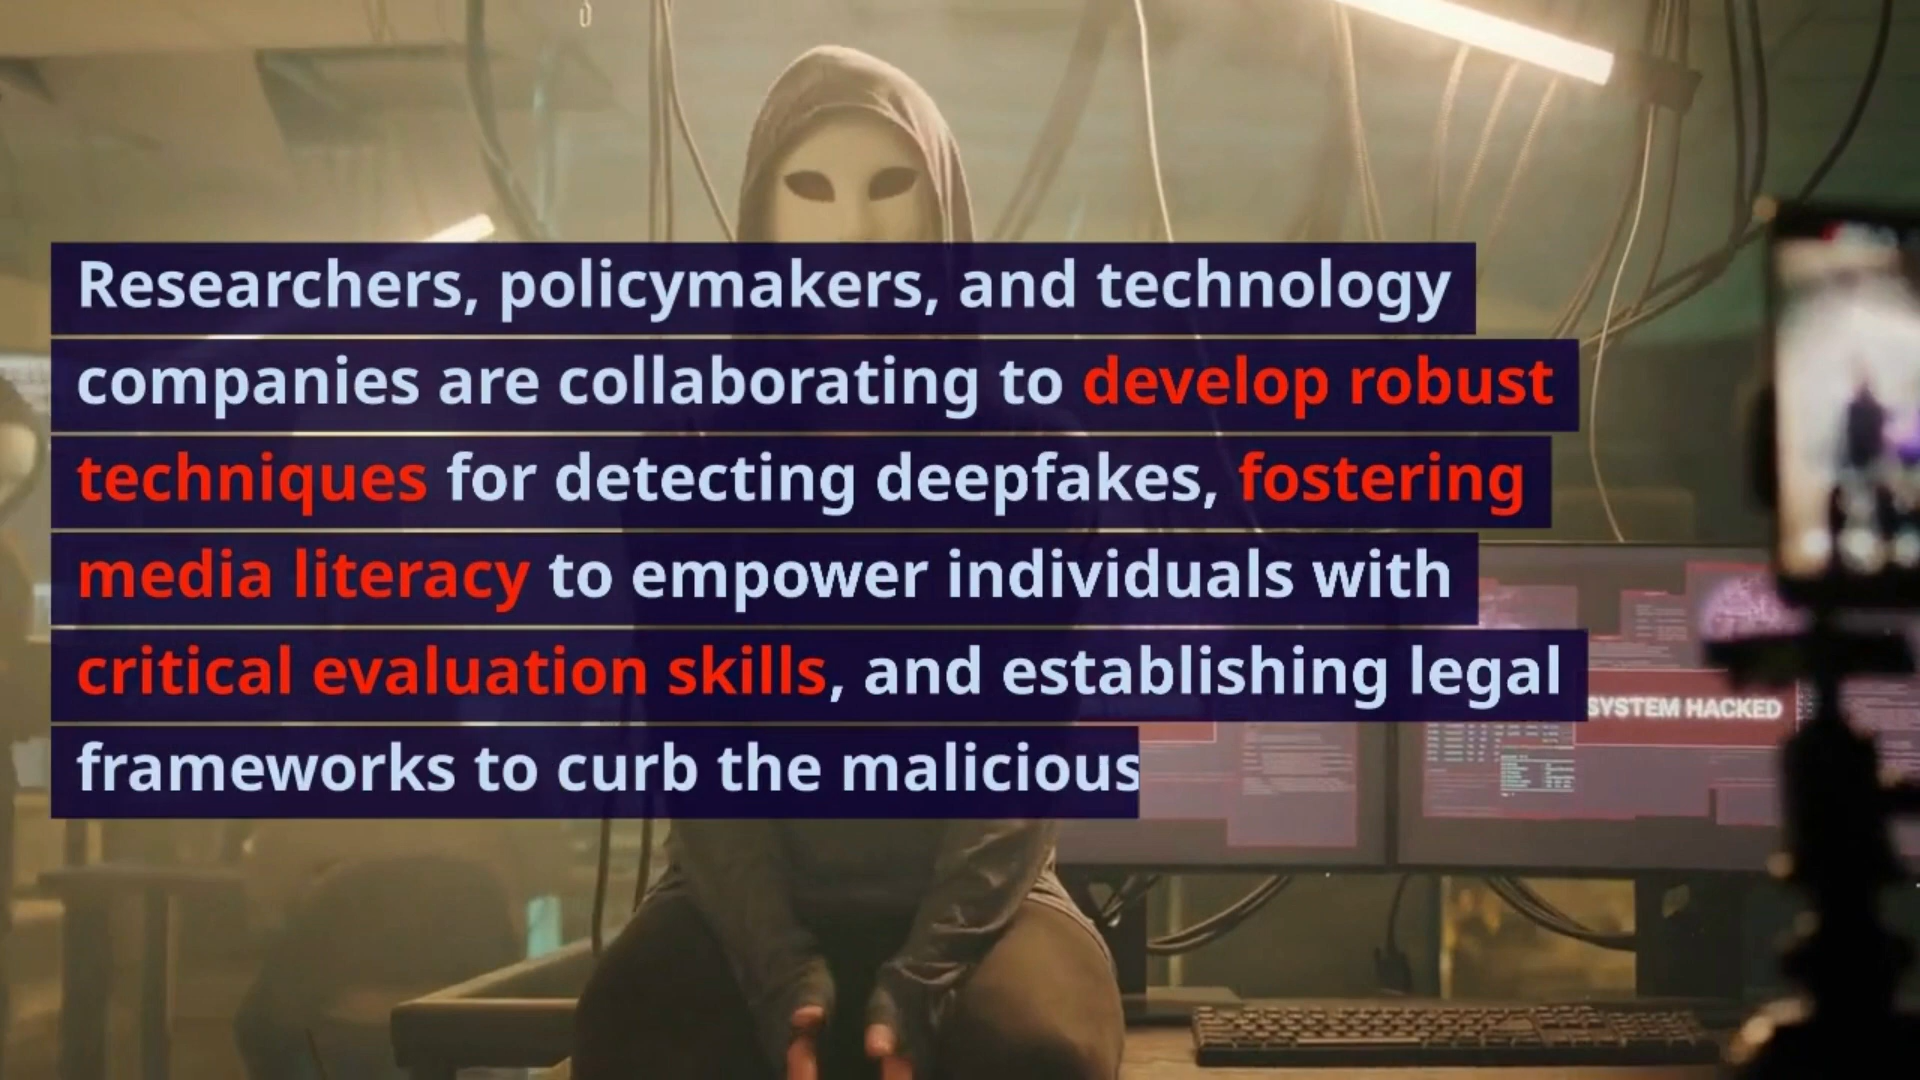 Researchers, policymakers, and technology
companies are collaborating to develop robust
techniques for detecting deepfakes, fostering
media literacy to empower individuals with
critical evaluation skills, and establishing legal
frameworks to curb the malicious
SYSTEM HACKED